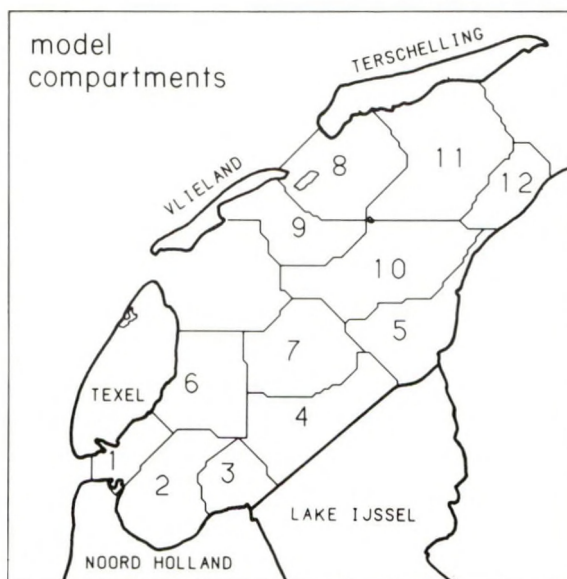 model
compartments
TERSCHELLING
VLIELAND
8
11
12
9
10
5
7
6
TEXEL
4
1
2
3
LAKE IJSSEL
NOORD HOLLAND